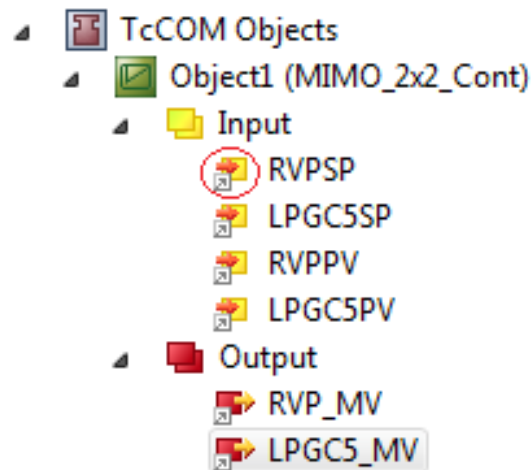 TcCOM Objects
Object1 (MIMO_2x2_Cont)
Input
RVPSP
LPGC5SP
RVPPV
LPGC5PV
Output
RVP_MV
LPGC5_MV